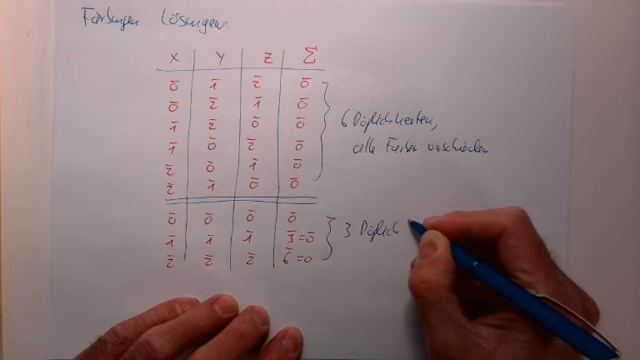 Färbungen Lösungen:
X Y Z Σ
0̄ 1̄ 2̄ 0̄
0̄ 2̄ 1̄ 0̄
1̄ 2̄ 0̄ 0̄
1̄ 0̄ 2̄ 0̄
2̄ 0̄ 1̄ 0̄
2̄ 1̄ 0̄ 0̄
6 Möglichkeiten,
alle Farben verschieden
0̄ 0̄ 0̄ 0̄
1̄ 1̄ 1̄ 3̄=0̄
2̄ 2̄ 2̄ 6̄=0
3 Möglich